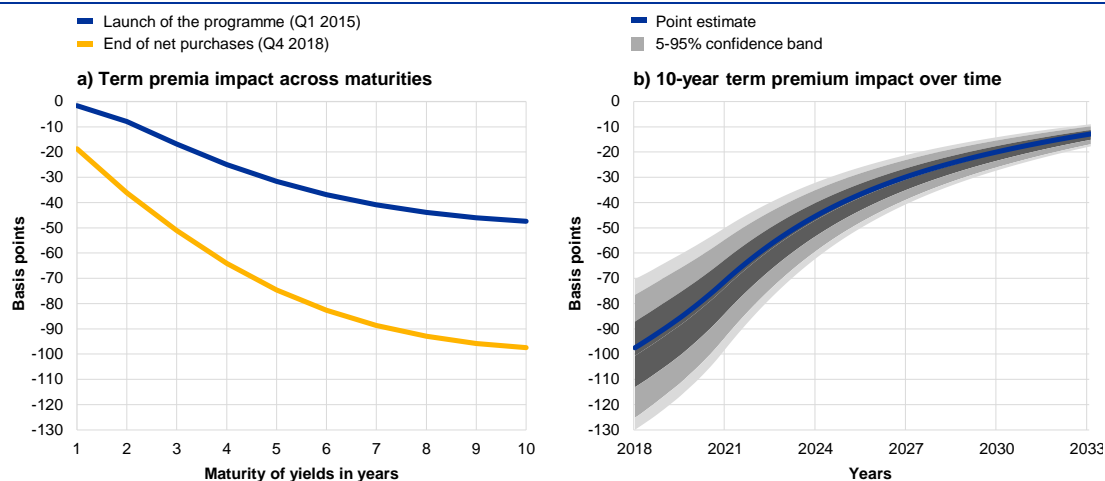 Launch of the programme (Q1 2015)
End of net purchases (Q4 2018)
a) Term premia impact across maturities
0
-10
-20
-30
-40
-50
-60
-70
-80
-90
-100
-110
-120
-130
Basis points
1 2 3 4 5 6 7 8 9 10
Maturity of yields in years
Point estimate
5-95% confidence band
b) 10-year term premium impact over time
0
-10
-20
-30
-40
-50
-60
-70
-80
-90
-100
-110
-120
-130
Basis points
2018 2021 2024 2027 2030 2033
Years